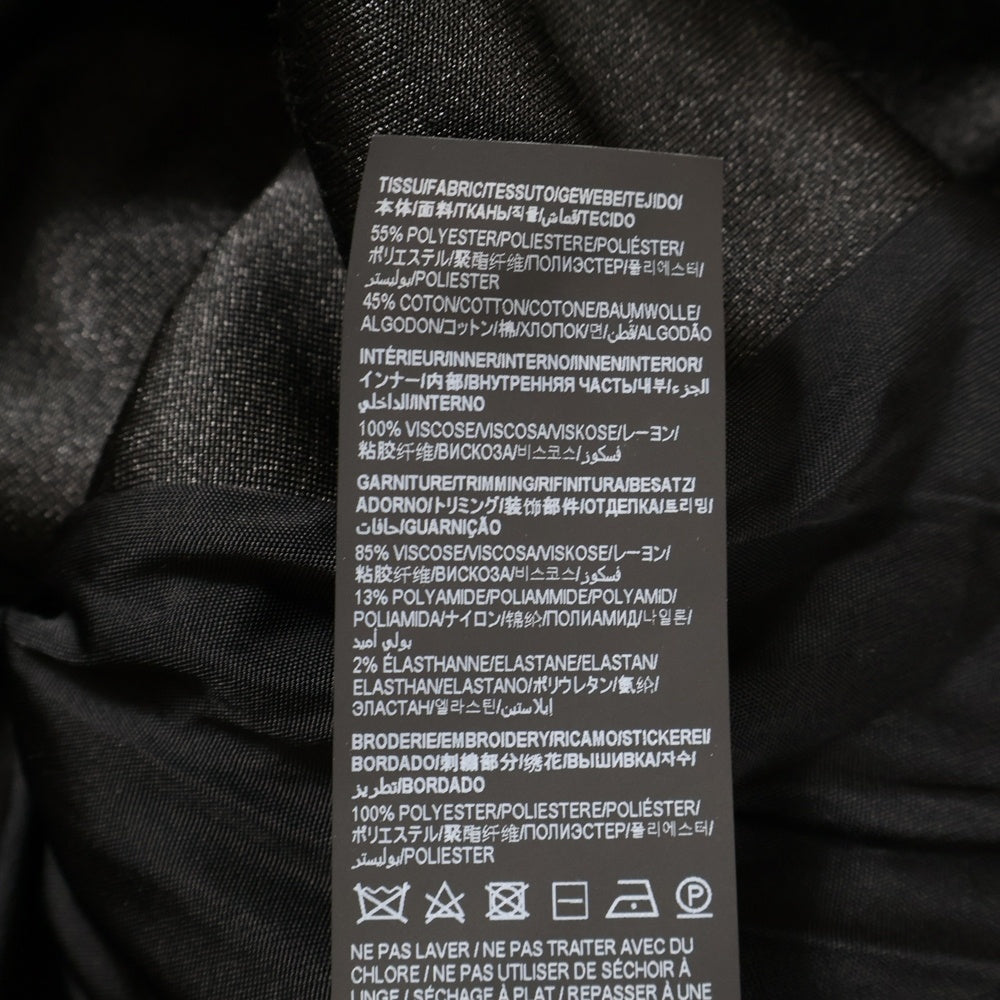 TISSU/FABRIC/TESSUTO/GEWEBE/TEJIDO/
本体/面料/ТКАНЬ/직물/قماش/TECIDO
55% POLYESTER/POLIESTERE/POLIÉSTER/
ポリエステル/聚酯纤维/ПОЛИЭСТЕР/폴리에스터/
بوليستر/POLIESTER
45% COTON/COTTON/COTONE/BAUMWOLLE/
ALGODON/コットン/棉/ХЛОПОК/면/قطن/ALGODÃO
INTÉRIEUR/INNER/INTERNO/INNEN/INTERIOR/
インナー/内部/ВНУТРЕННЯЯ ЧАСТЬ/내부/الجزء
الداخلي/INTERNO
100% VISCOSE/VISCOSA/VISKOSE/レーヨン/
粘胶纤维/ВИСКОЗА/비스코스/فسكوز
GARNITURE/TRIMMING/RIFINITURA/BESATZ/
ADORNO/トリミング/装饰部件/ОТДЕПКА/트리밍/
حافات/GUARNIÇÃO
85% VISCOSE/VISCOSA/VISKOSE/レーヨン/
粘胶纤维/ВИСКОЗА/비스코스/فسكوز
13% POLYAMIDE/POLIAMMIDE/POLYAMID/
POLIAMIDA/ナイロン/锦纶/ПОЛИАМИД/나일론/
بولي أميد
2% ÉLASTHANNE/ELASTANE/ELASTAN/
ELASTHAN/ELASTANO/ポリウレタン/氨纶/
ЭЛАСТАН/엘라스틴/إيلاستين
BRODERIE/EMBROIDERY/RICAMO/STICKEREI/
BORDADO/刺繍部分/绣花/ВЫШИВКА/자수/
تطريز/BORDADO
100% POLYESTER/POLIESTERE/POLIÉSTER/
ポリエステル/聚酯纤维/ПОЛИЭСТЕР/폴리에스터/
بوليستر/POLIESTER
P
NE PAS LAVER / NE PAS TRAITER AVEC DU
CHLORE / NE PAS UTILISER DE SÉCHOIR À
LINGE / SÉCHAGE À PLAT / REPASSER À UNE